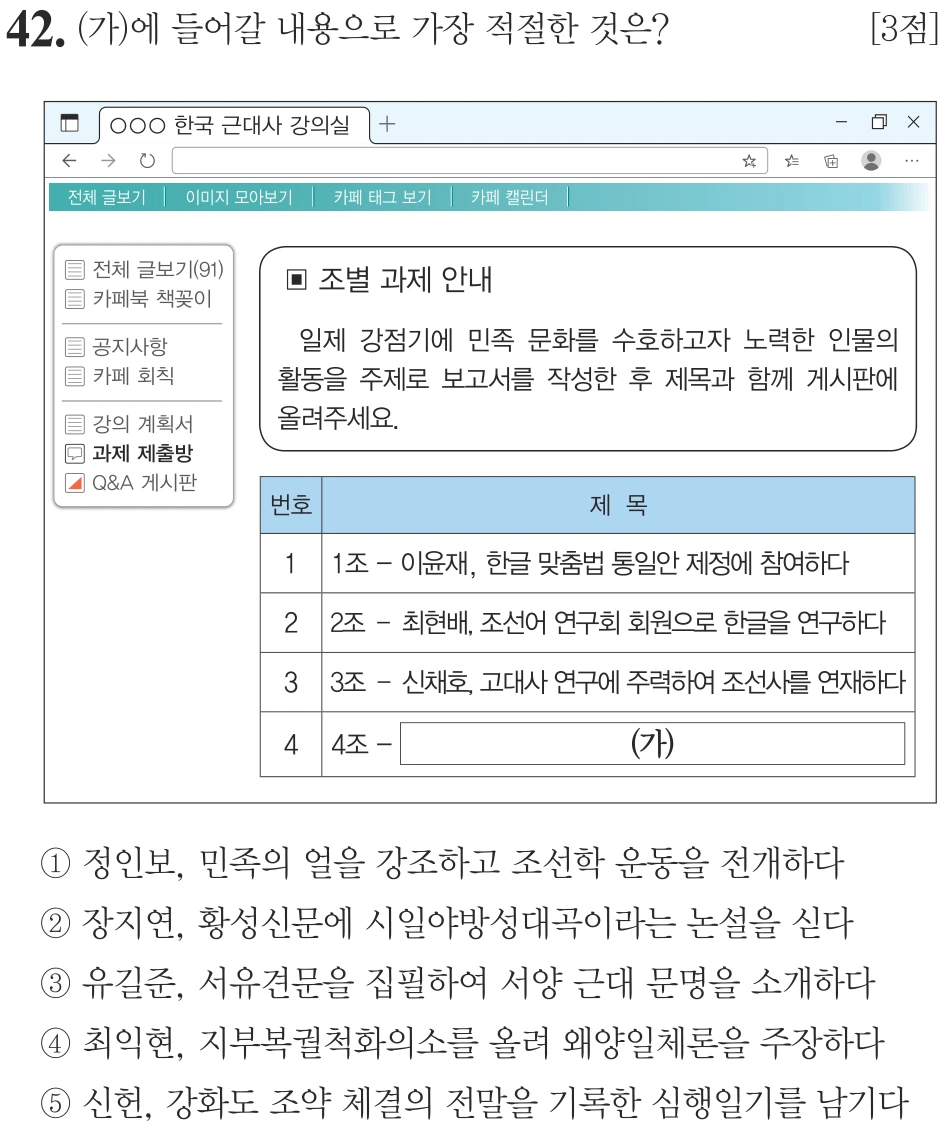 42. (가)에 들어갈 내용으로 가장 적절한 것은? [3점]
○○○ 한국 근대사 강의실
전체 글보기 이미지 모아보기 카페 태그 보기 카페 캘린더
전체 글보기(91)
카페북 책꽂이
공지사항
카페 회칙
강의 계획서
과제 제출방
Q&A 게시판
▣ 조별 과제 안내
일제 강점기에 민족 문화를 수호하고자 노력한 인물의
활동을 주제로 보고서를 작성한 후 제목과 함께 게시판에
올려주세요.
번호 제 목
1 1조 - 이윤재, 한글 맞춤법 통일안 제정에 참여하다
2 2조 - 최현배, 조선어 연구회 회원으로 한글을 연구하다
3 3조 - 신채호, 고대사 연구에 주력하여 조선사를 연재하다
4 4조 - (가)
① 정인보, 민족의 얼을 강조하고 조선학 운동을 전개하다
② 장지연, 황성신문에 시일야방성대곡이라는 논설을 싣다
③ 유길준, 서유견문을 집필하여 서양 근대 문명을 소개하다
④ 최익현, 지부복궐척화의소를 올려 왜양일체론을 주장하다
⑤ 신헌, 강화도 조약 체결의 전말을 기록한 심행일기를 남기다